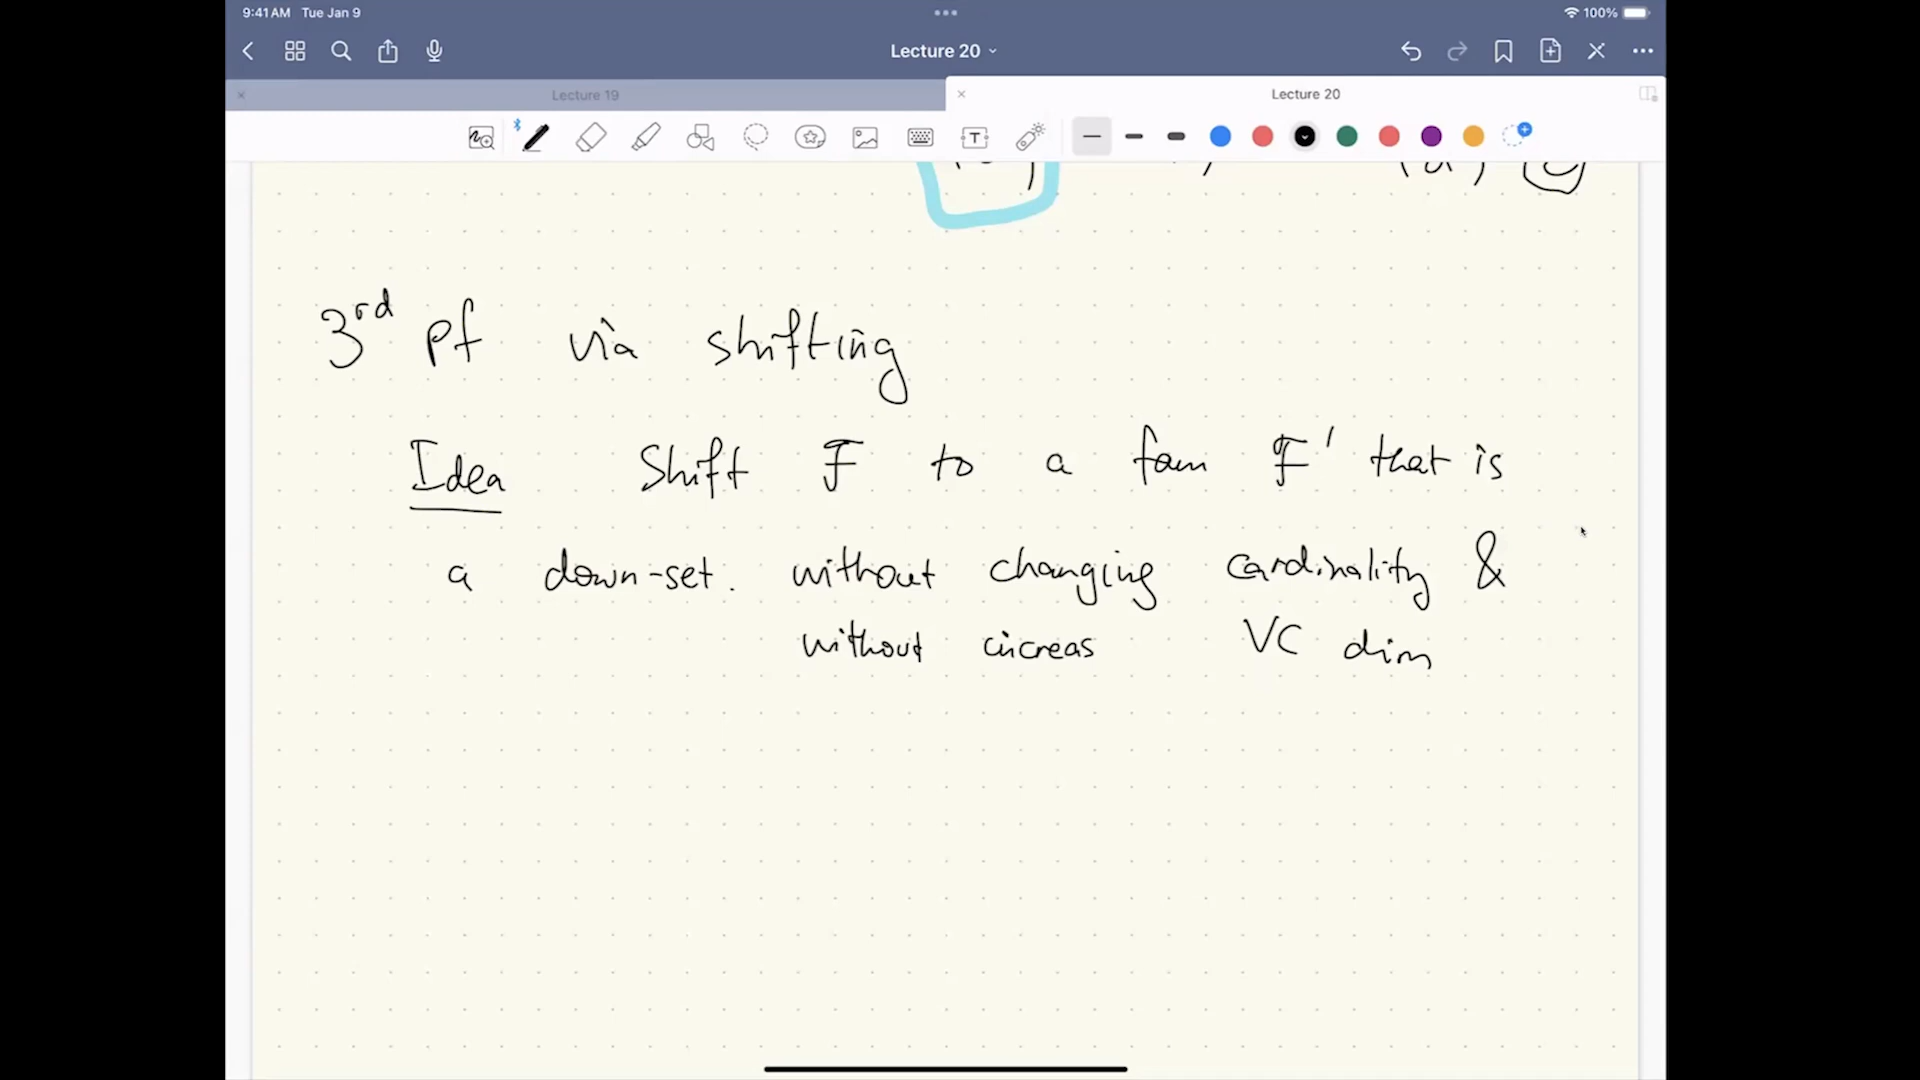 9:41 AM Tue Jan 9
100%
Lecture 20
Lecture 19
Lecture 20
3rd pf via shifting
Idea Shift F to a fam F' that is
a down-set. without changing cardinality &
without increas VC dim